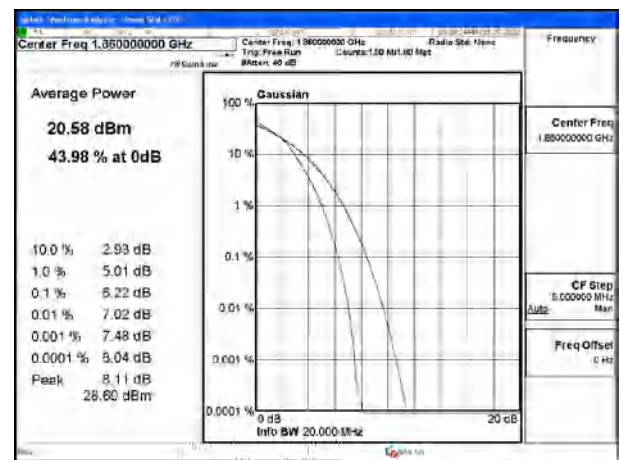 Center Freq 1.860000000 GHz
Center Freq: 1.860000000 GHz
Radio Std: None
Trig: Free Run
Counts: 1.00 M/1.00 Mpt
#Atten: 40 dB
Frequency
Average Power
20.58 dBm
43.98 % at 0dB
10.0 % 2.93 dB
1.0 % 5.01 dB
0.1 % 6.22 dB
0.01 % 7.02 dB
0.001 % 7.48 dB
0.0001 % 8.04 dB
Peak 8.11 dB
28.69 dBm
Gaussian
100 %
10 %
1 %
0.1 %
0.01 %
0.001 %
0.0001 %
0 dB
20 dB
Info BW 20.000 MHz
Center Freq
1.860000000 GHz
CF Step
5.000000 MHz
Auto Man
Freq Offset
0 Hz